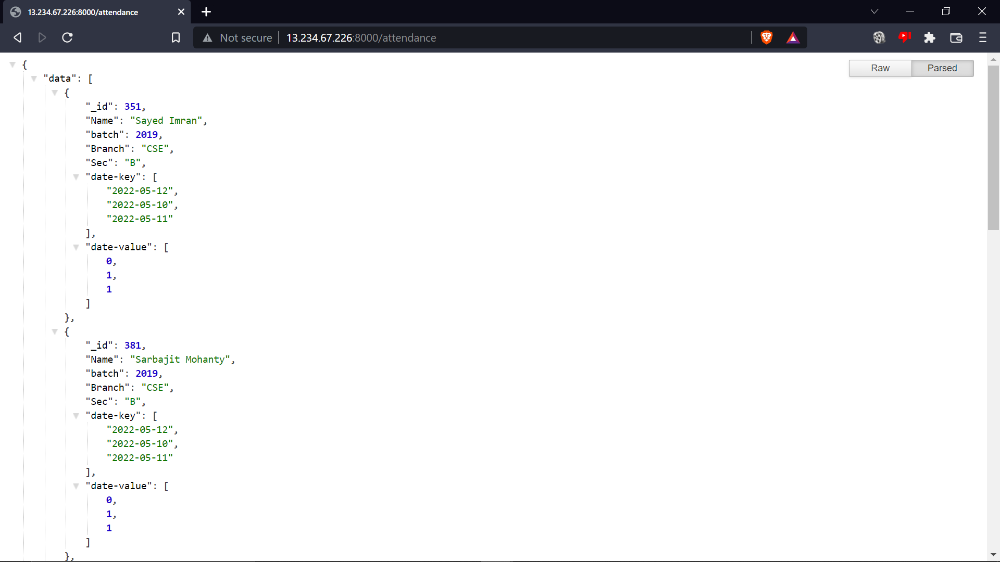 13.234.67.226:8000/attendance
Not secure 13.234.67.226:8000/attendance
Raw Parsed
{
"data": [
{
"_id": 351,
"Name": "Sayed Imran",
"batch": 2019,
"Branch": "CSE",
"Sec": "B",
"date-key": [
"2022-05-12",
"2022-05-10",
"2022-05-11"
],
"date-value": [
0,
1,
1
]
},
{
"_id": 381,
"Name": "Sarbajit Mohanty",
"batch": 2019,
"Branch": "CSE",
"Sec": "B",
"date-key": [
"2022-05-12",
"2022-05-10",
"2022-05-11"
],
"date-value": [
0,
1,
1
]
},